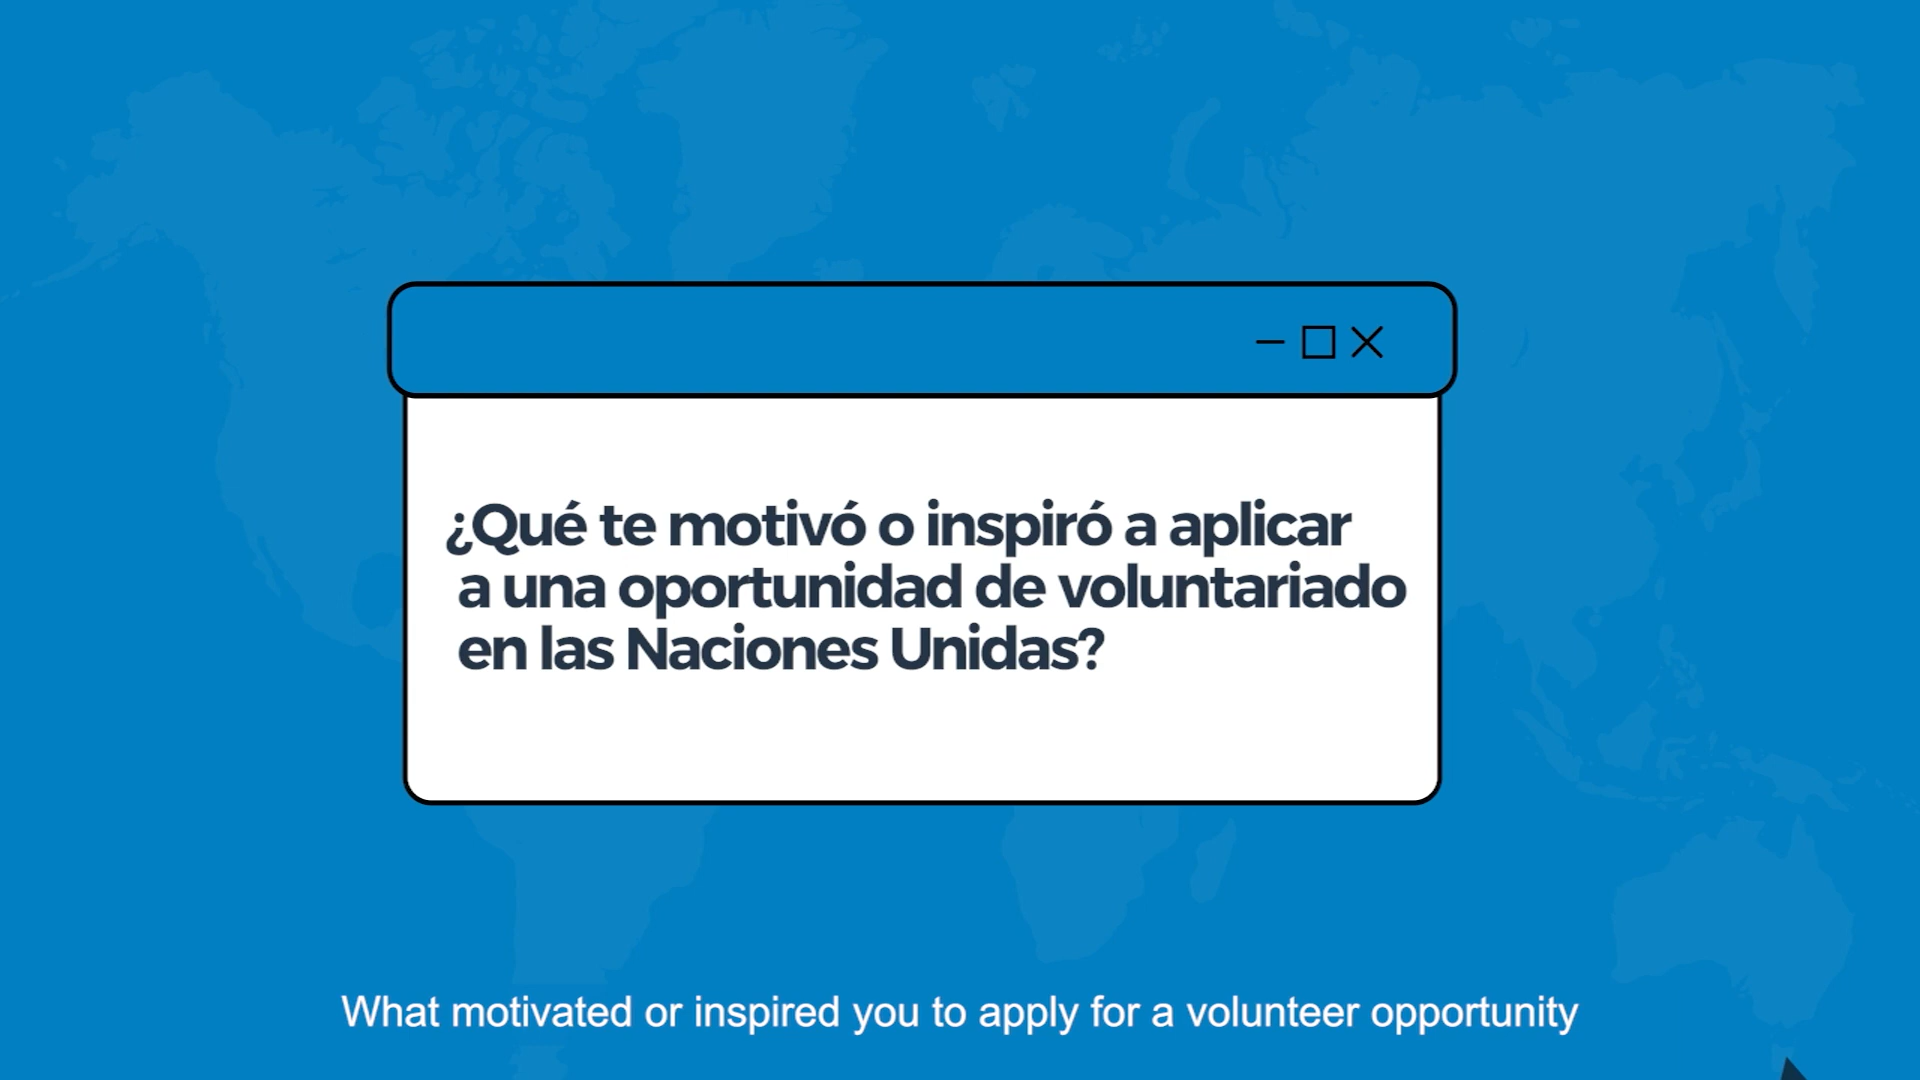 ¿Qué te motivó o inspiró a aplicar
a una oportunidad de voluntariado
en las Naciones Unidas?
What motivated or inspired you to apply for a volunteer opportunity